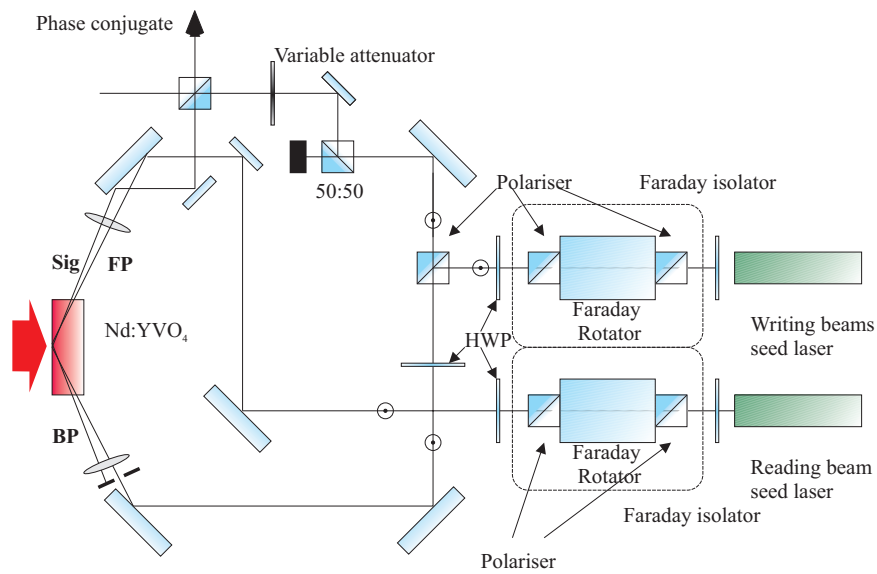 Phase conjugate
Variable attenuator
50:50
Polariser
Faraday isolator
Sig
FP
Nd:YVO₄
Faraday
Rotator
Writing beams
seed laser
HWP
BP
Faraday
Rotator
Reading beam
seed laser
Faraday isolator
Polariser